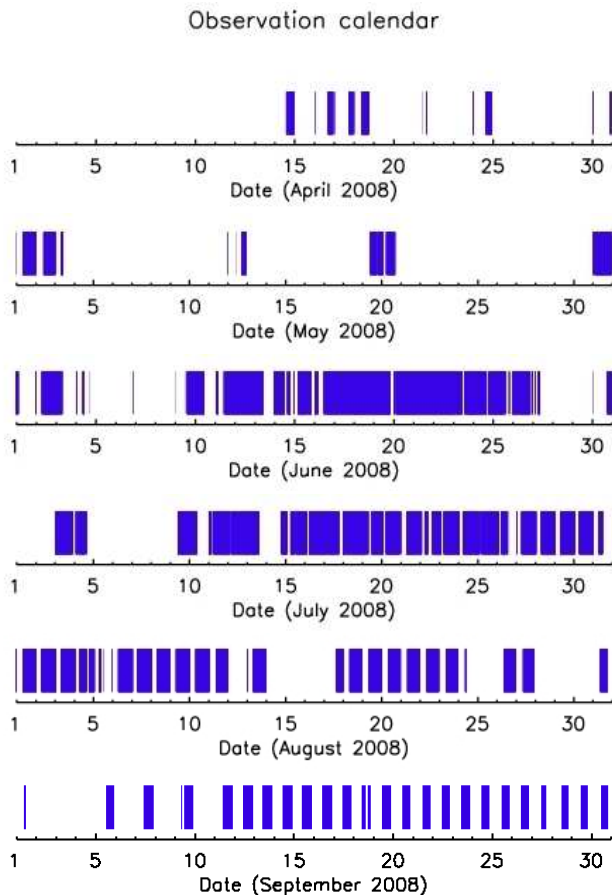 Observation calendar
1 5 10 15 20 25 30
Date (April 2008)
1 5 10 15 20 25 30
Date (May 2008)
1 5 10 15 20 25 30
Date (June 2008)
1 5 10 15 20 25 30
Date (July 2008)
1 5 10 15 20 25 30
Date (August 2008)
1 5 10 15 20 25 30
Date (September 2008)